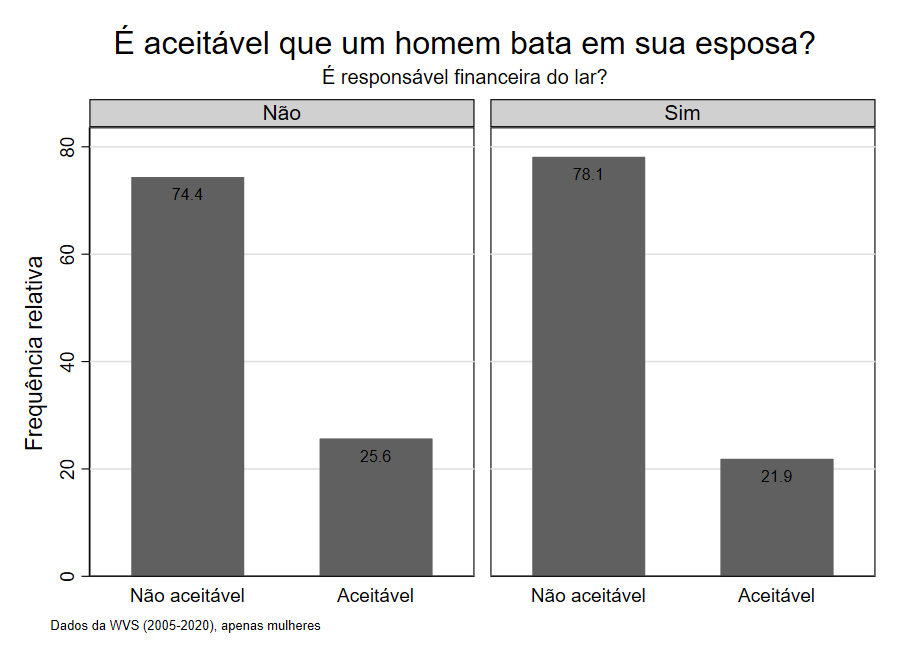 É aceitável que um homem bata em sua esposa?
É responsável financeira do lar?
Não
Sim
Frequência relativa
80
60
40
20
0
74.4
25.6
78.1
21.9
Não aceitável
Aceitável
Não aceitável
Aceitável
Dados da WVS (2005-2020), apenas mulheres